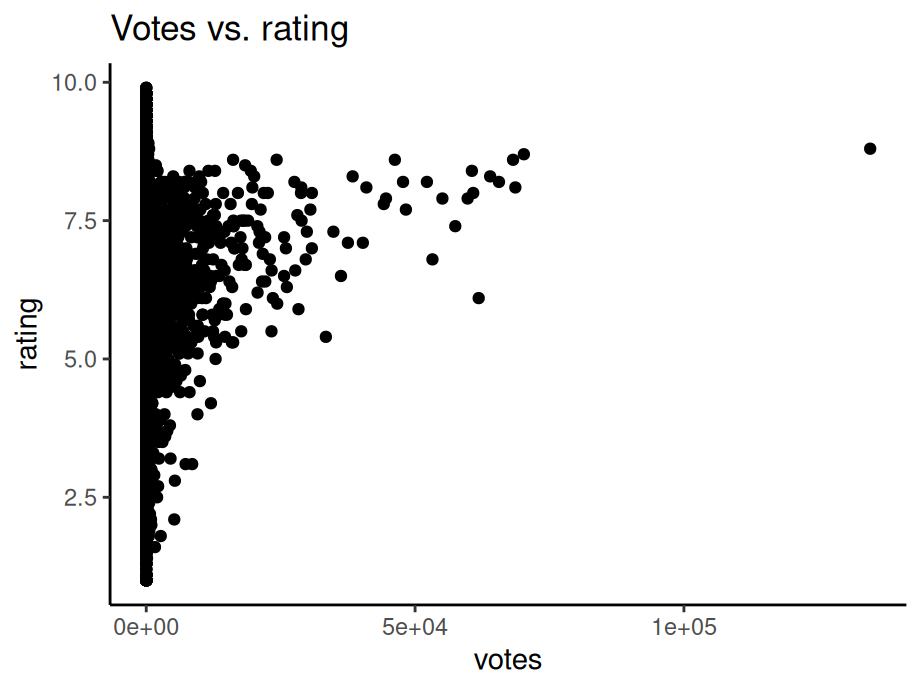 Votes vs. rating
10.0
7.5
5.0
2.5
rating
0e+00
5e+04
1e+05
votes